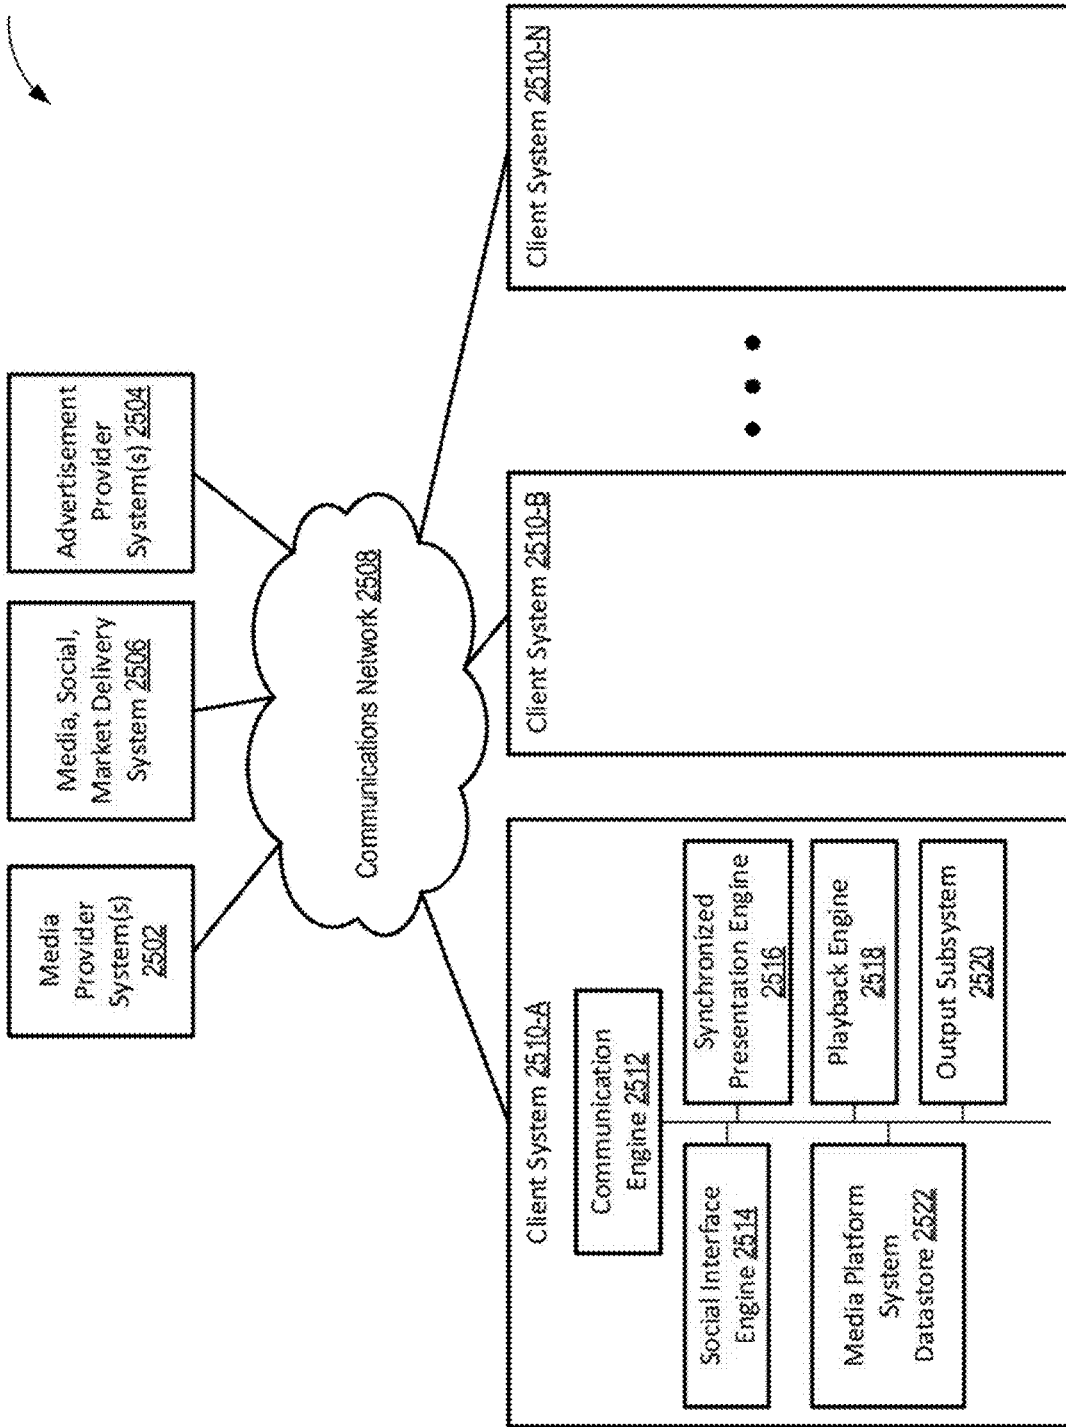 Media
Provider
System(s)
2502
Media, Social,
Market Delivery
System 2506
Advertisement
Provider
System(s) 2504
Communications Network 2508
Client System 2510-A
Communication
Engine 2512
Social Interface
Engine 2514
Synchronized
Presentation Engine
2516
Media Platform
System
Datastore 2522
Playback Engine
2518
Output Subsystem
2520
Client System 2510-B
Client System 2510-N